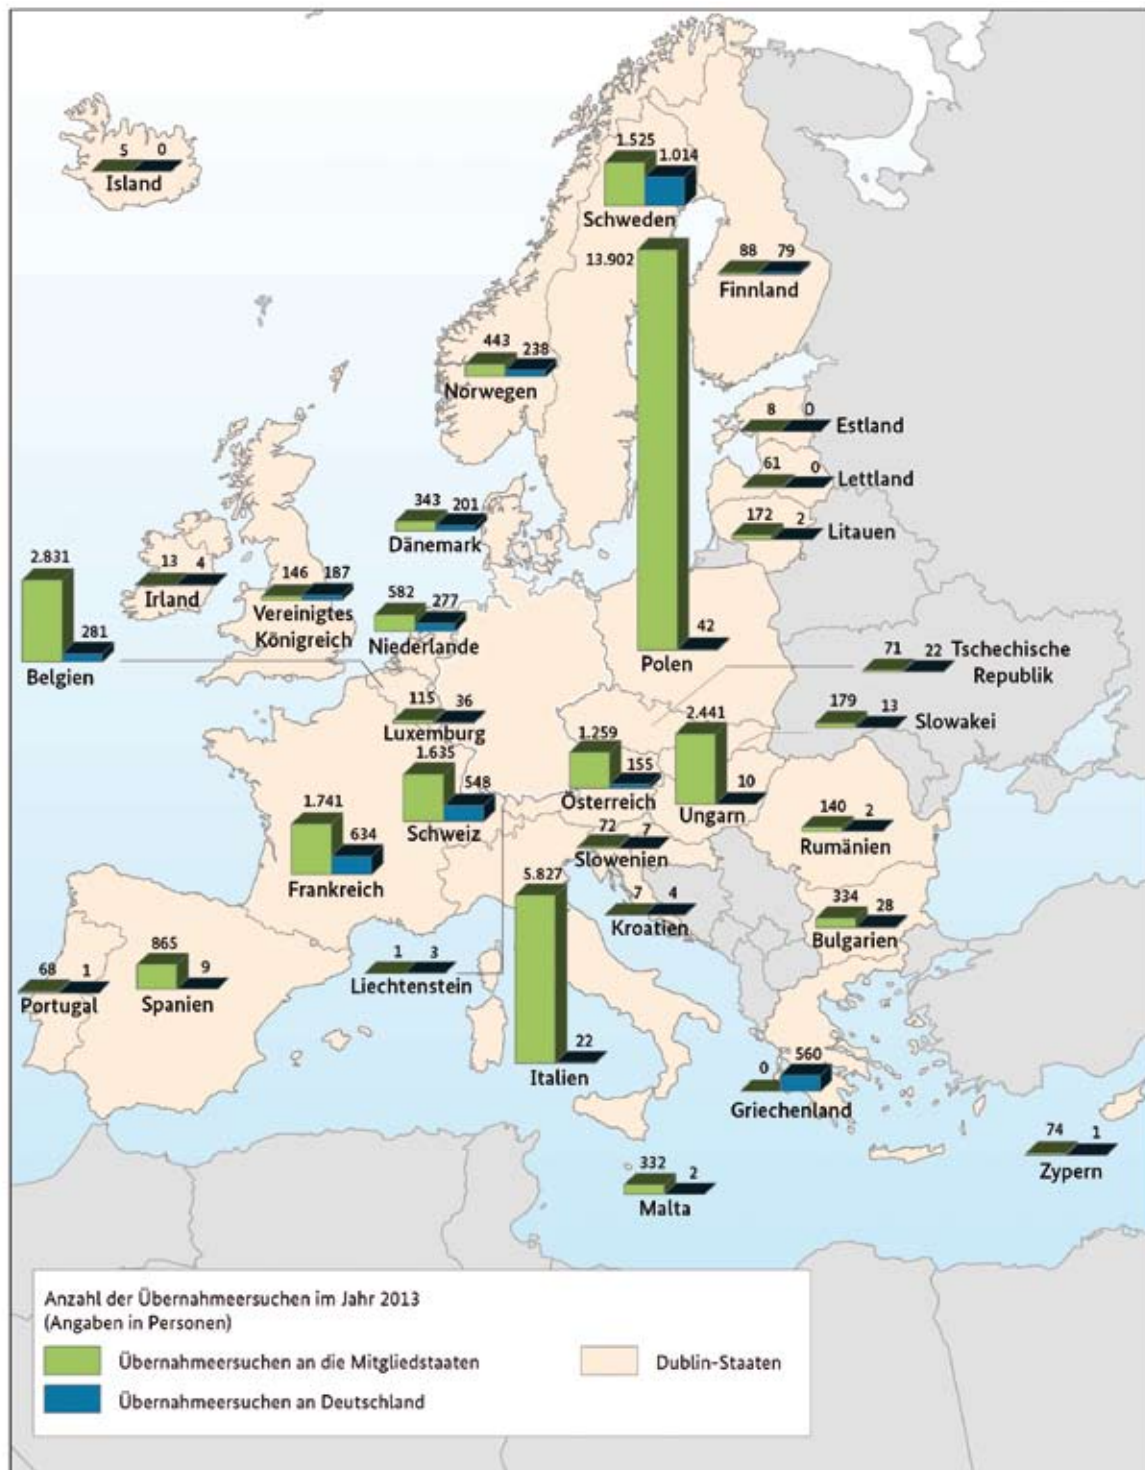 5 0
Island
1.525 1.014
Schweden
13.902
88 79
Finnland
443 238
Norwegen
8 0
Estland
61 0
Lettland
172 2
Litauen
343 201
Dänemark
2.831
281
Belgien
13 4
Irland
146 187
Vereinigtes
Königreich
582 277
Niederlande
42
Polen
71 22
Tschechische
Republik
179 13
Slowakei
115 36
Luxemburg
1.635
548
Schweiz
1.259
155
Österreich
2.441
10
Ungarn
140 2
Rumänien
1.741
634
Frankreich
72 7
Slowenien
5.827
22
Italien
7 4
Kroatien
334 28
Bulgarien
68 1
Portugal
865
9
Spanien
1 3
Liechtenstein
0 560
Griechenland
74 1
Zypern
332 2
Malta
Anzahl der Übernahmeersuchen im Jahr 2013
(Angaben in Personen)
Übernahmeersuchen an die Mitgliedstaaten
Dublin-Staaten
Übernahmeersuchen an Deutschland